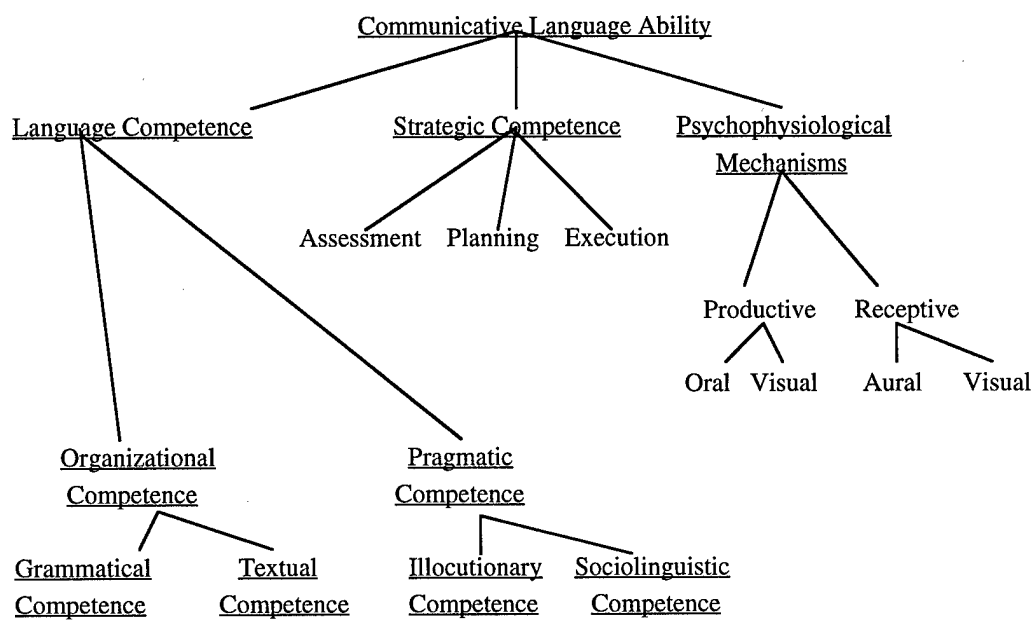 Communicative Language Ability
Language Competence
Strategic Competence
Psychophysiological
Mechanisms
Assessment
Planning
Execution
Productive
Receptive
Oral
Visual
Aural
Visual
Organizational
Competence
Pragmatic
Competence
Grammatical
Competence
Textual
Competence
Illocutionary
Competence
Sociolinguistic
Competence